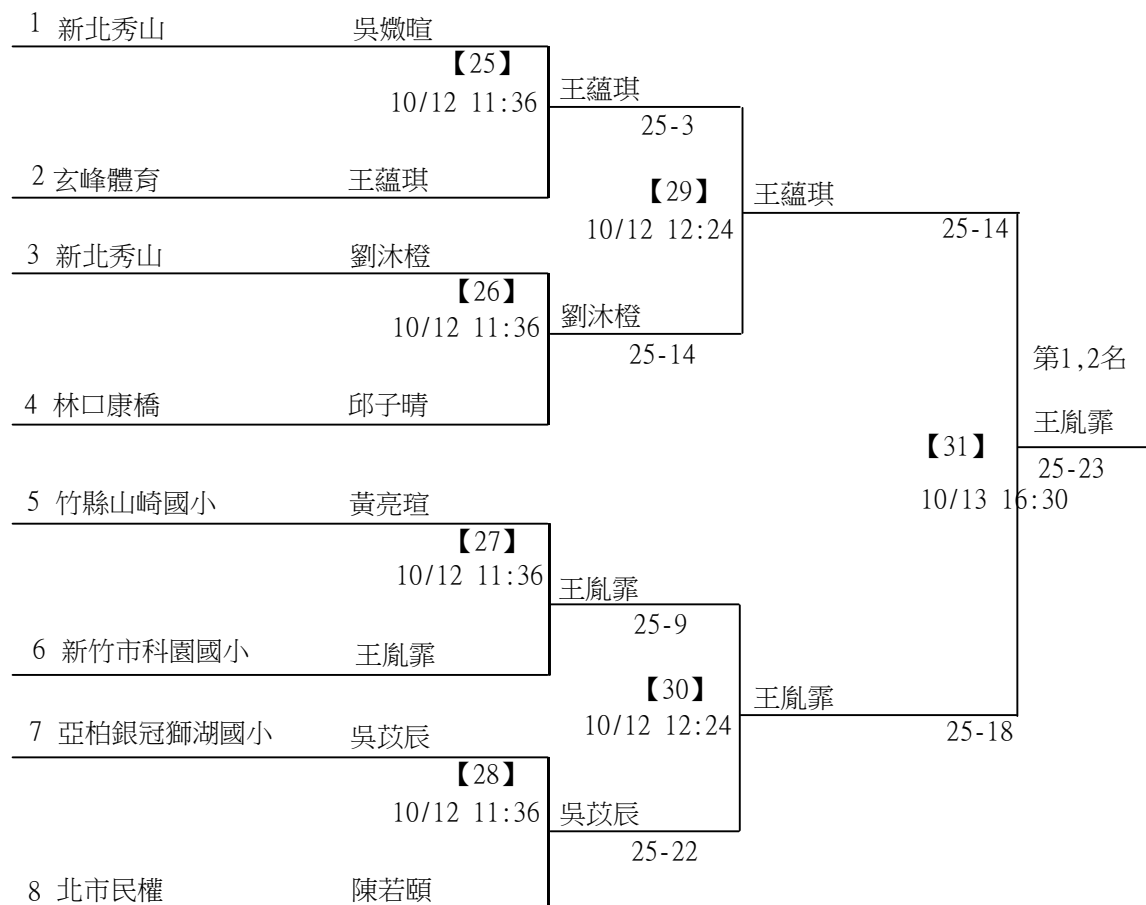 1 新北秀山 吳媺暄
【25】
10/12 11:36
王蘊琪
25-3
2 玄峰體育 王蘊琪
【29】
10/12 12:24
王蘊琪
25-14
3 新北秀山 劉沐橙
【26】
10/12 11:36
劉沐橙
25-14
4 林口康橋 邱子晴
第1,2名
王胤霏
【31】
25-23
10/13 16:30
5 竹縣山崎國小 黃亮瑄
【27】
10/12 11:36
王胤霏
25-9
6 新竹市科園國小 王胤霏
【30】
10/12 12:24
王胤霏
25-18
7 亞柏銀冠獅湖國小 吳苡辰
【28】
10/12 11:36
吳苡辰
25-22
8 北市民權 陳若頤